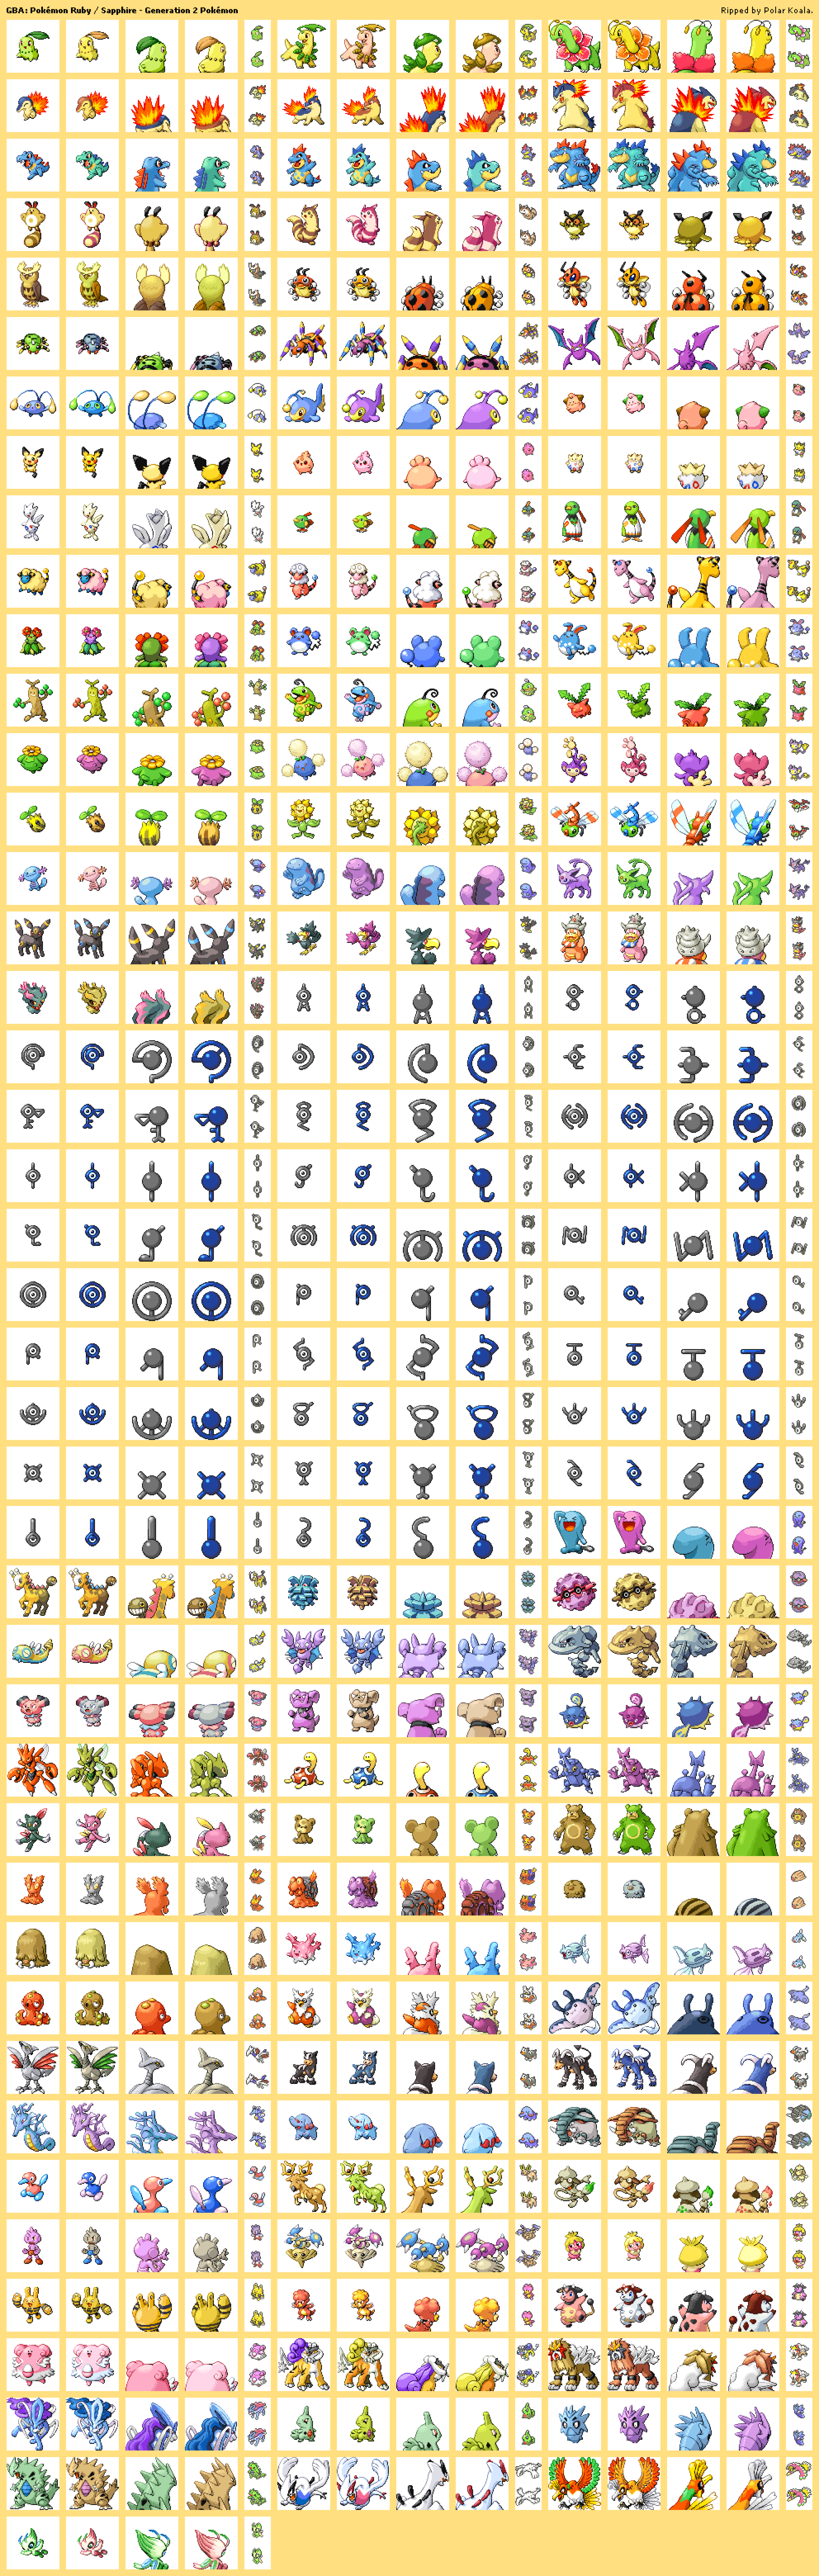 GBA: Pokémon Ruby / Sapphire - Generation 2 Pokémon
Ripped by Polar Koala.